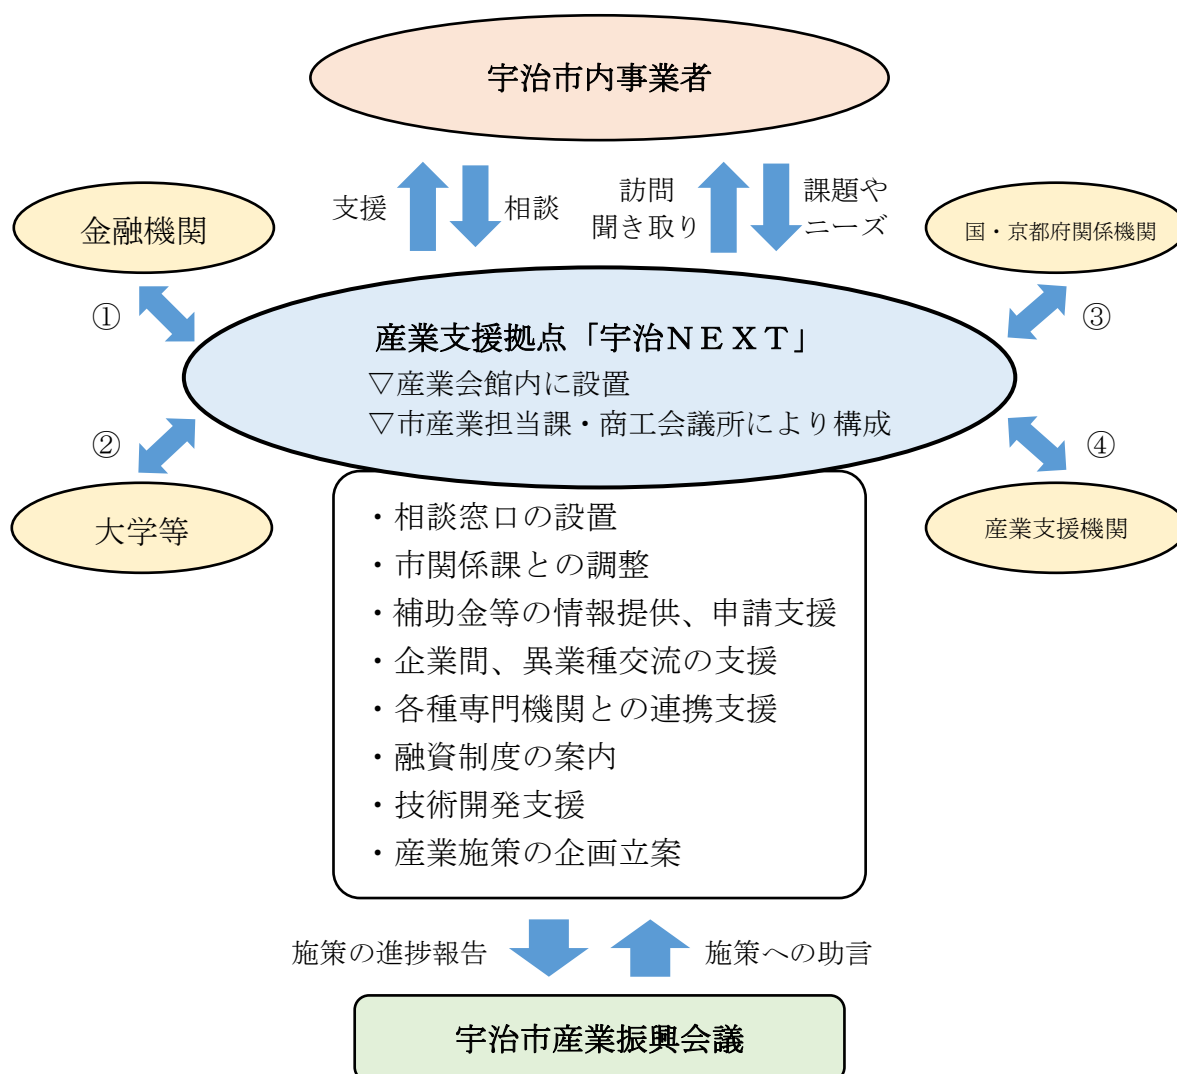 宇治市内事業者
支援
相談
訪問
聞き取り
課題や
ニーズ
金融機関
国・京都府関係機関
①
③
産業支援拠点「宇治ＮＥＸＴ」
▽産業会館内に設置
▽市産業担当課・商工会議所により構成
②
④
大学等
産業支援機関
・相談窓口の設置
・市関係課との調整
・補助金等の情報提供、申請支援
・企業間、異業種交流の支援
・各種専門機関との連携支援
・融資制度の案内
・技術開発支援
・産業施策の企画立案
施策の進捗報告
施策への助言
宇治市産業振興会議